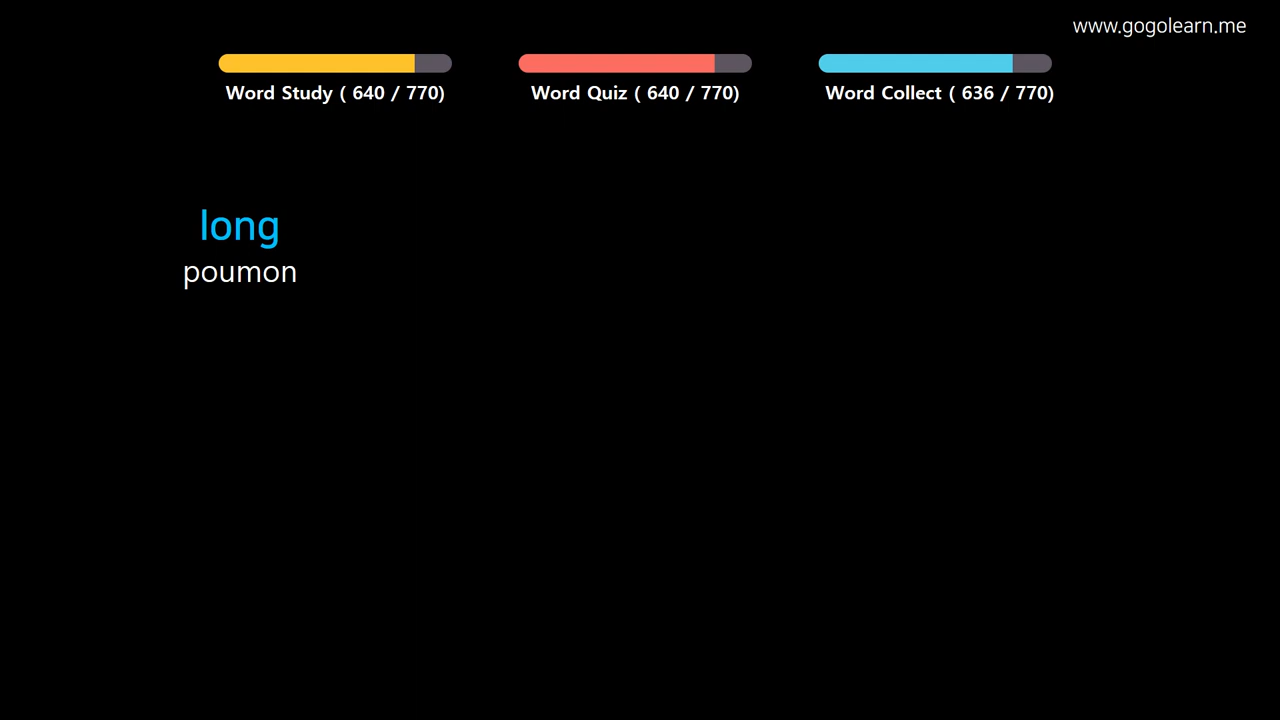 www.gogolearn.me
Word Study ( 640 / 770)
Word Quiz ( 640 / 770)
Word Collect ( 636 / 770)
long
poumon